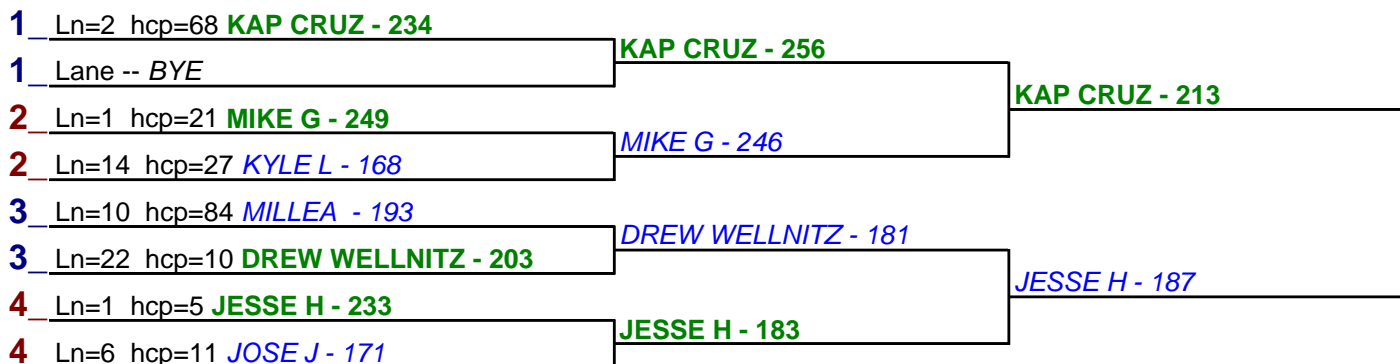 1_ Ln=2 hcp=68 KAP CRUZ - 234
KAP CRUZ - 256
1_ Lane -- BYE
KAP CRUZ - 213
2_ Ln=1 hcp=21 MIKE G - 249
MIKE G - 246
2_ Ln=14 hcp=27 KYLE L - 168
3_ Ln=10 hcp=84 MILLEA - 193
DREW WELLNITZ - 181
3_ Ln=22 hcp=10 DREW WELLNITZ - 203
JESSE H - 187
4_ Ln=1 hcp=5 JESSE H - 233
JESSE H - 183
4 Ln=6 hcp=11 JOSE J - 171